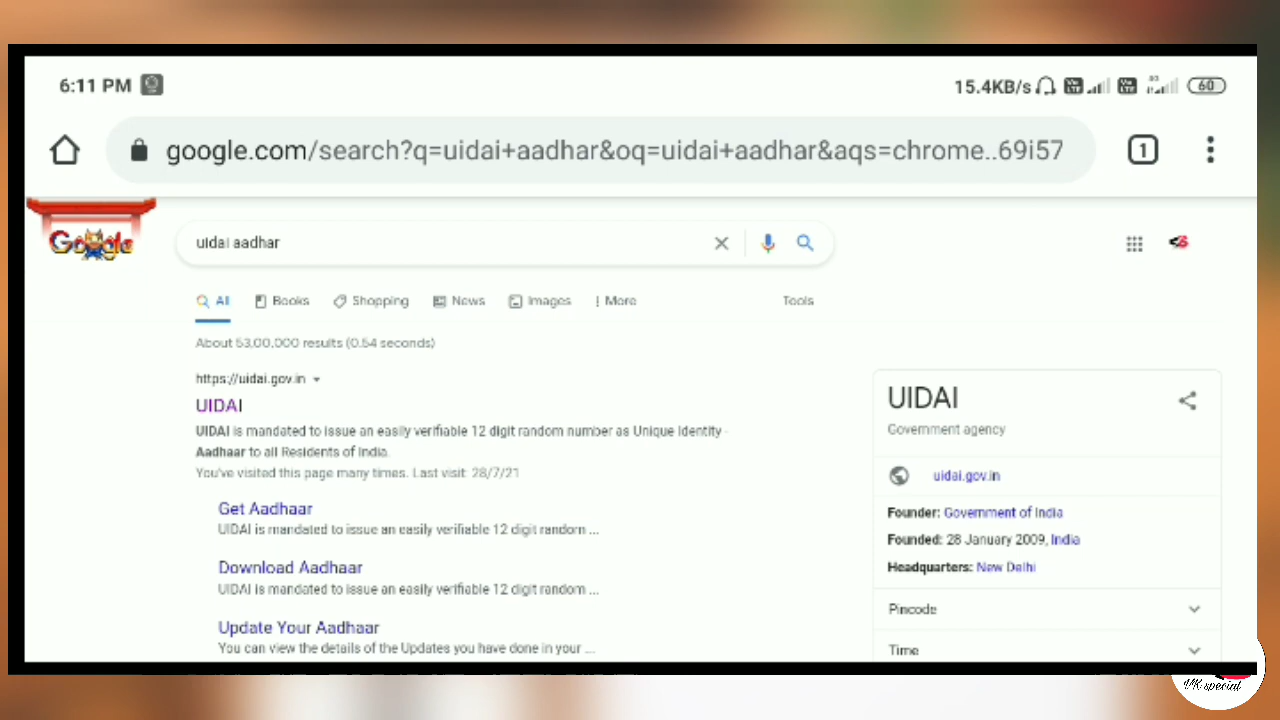 6:11 PM 15.4KB/s 60
google.com/search?q=uidai+aadhar&oq=uidai+aadhar&aqs=chrome..69i57 1
Google uidai aadhar
All Books Shopping News Images More Tools
About 53,00,000 results (0.54 seconds)
https://uidai.gov.in
UIDAI
UIDAI is mandated to issue an easily verifiable 12 digit random number as Unique Identity -
Aadhaar to all Residents of India.
You've visited this page many times. Last visit: 28/7/21
Get Aadhaar
UIDAI is mandated to issue an easily verifiable 12 digit random ...
Download Aadhaar
UIDAI is mandated to issue an easily verifiable 12 digit random ...
Update Your Aadhaar
You can view the details of the Updates you have done in your ...
UIDAI
Government agency
uidai.gov.in
Founder: Government of India
Founded: 28 January 2009, India
Headquarters: New Delhi
Pincode
Time
VK special